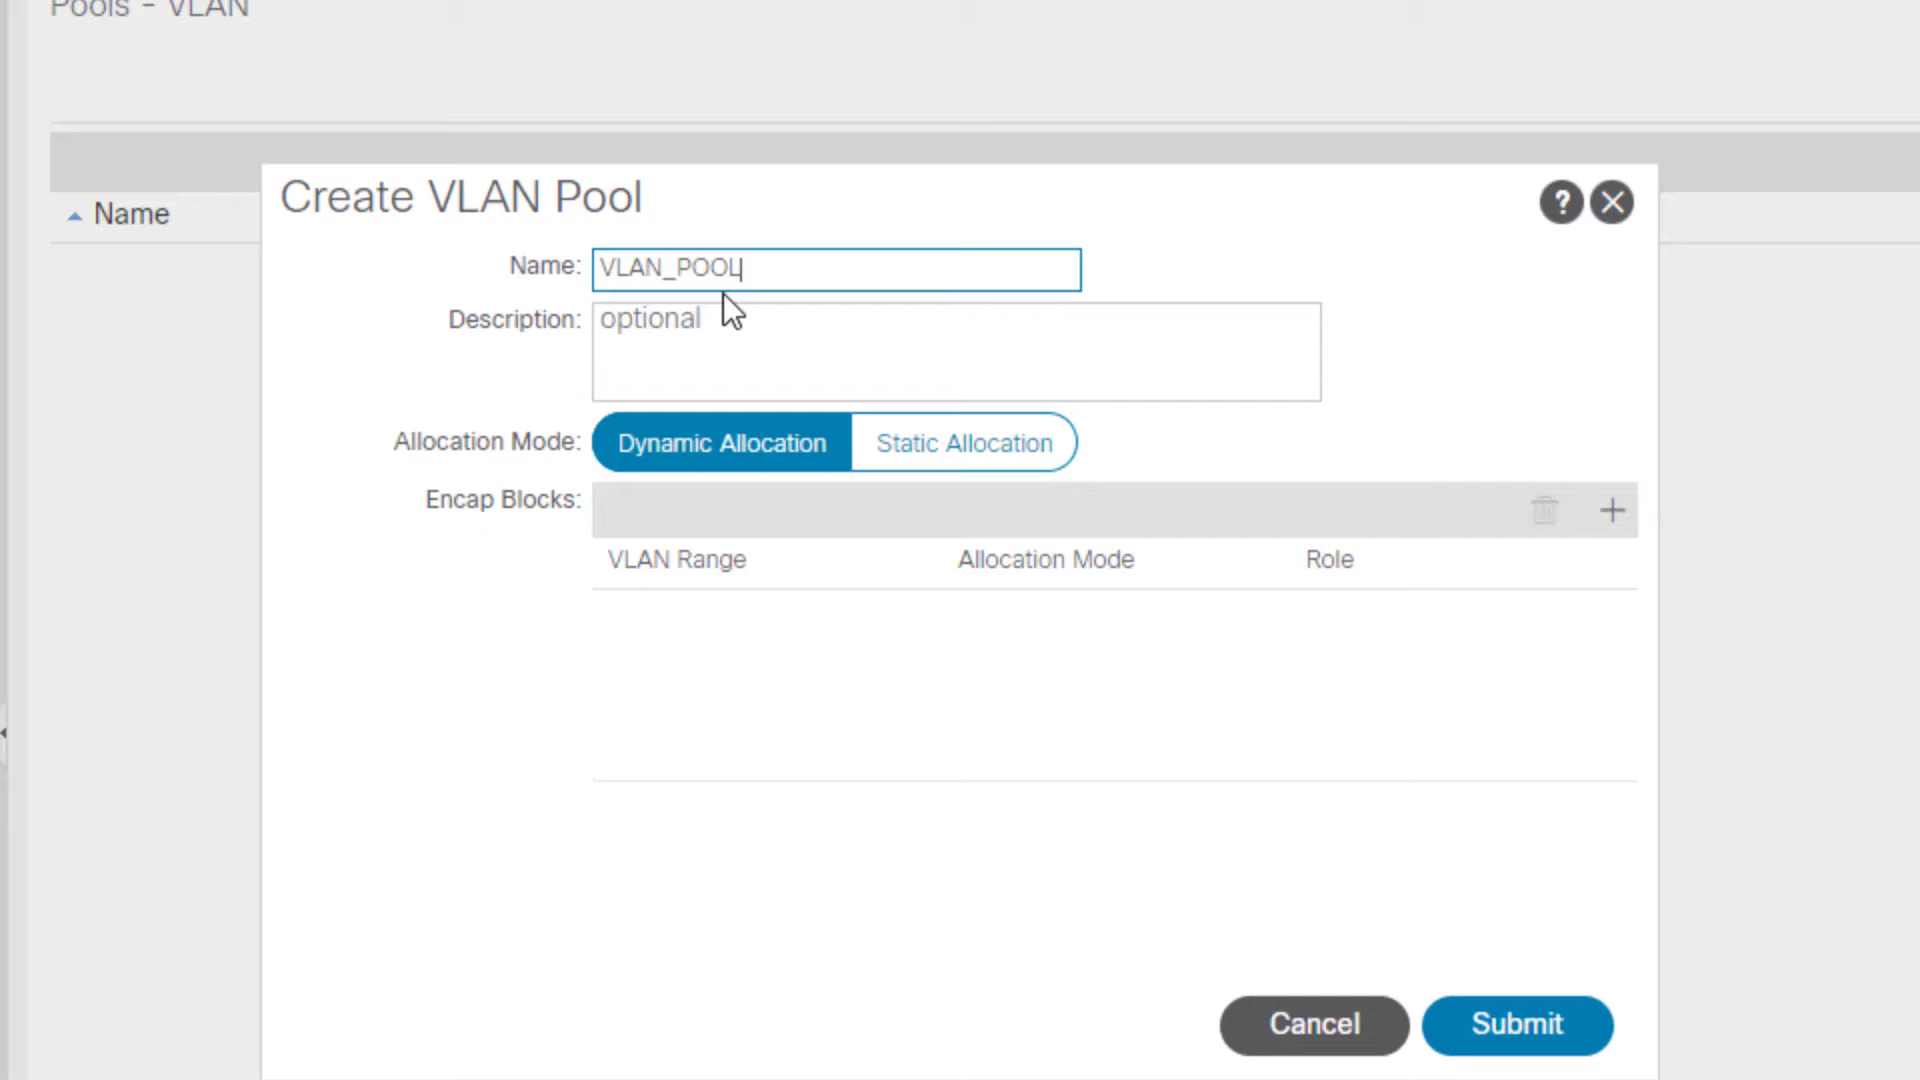 Pools - VLAN
Name
Create VLAN Pool
?
Name: VLAN_POOL
Description: optional
Allocation Mode: Dynamic Allocation Static Allocation
Encap Blocks:
VLAN Range Allocation Mode Role
Cancel Submit